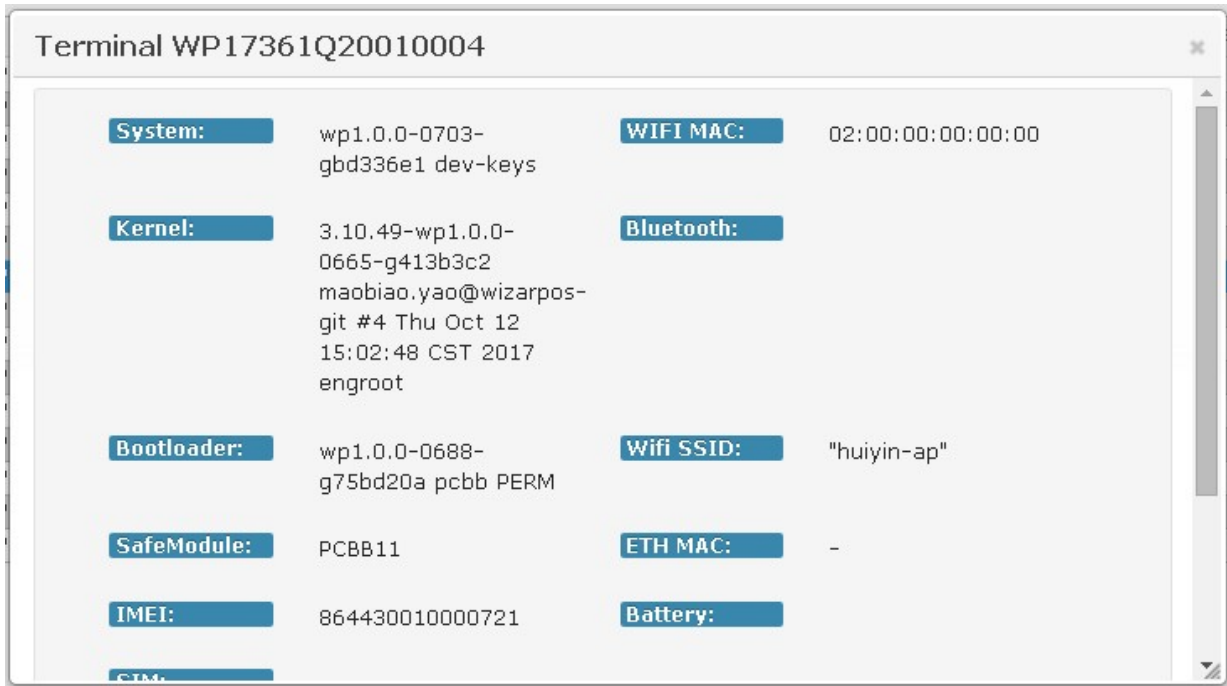 Terminal WP17361Q20010004
×
System:
wp1.0.0-0703-
gbd336e1 dev-keys
WIFI MAC:
02:00:00:00:00:00
Kernel:
3.10.49-wp1.0.0-
0665-g413b3c2
maobiao.yao@wizarpos-
git #4 Thu Oct 12
15:02:48 CST 2017
engroot
Bluetooth:
Bootloader:
wp1.0.0-0688-
g75bd20a pcbb PERM
Wifi SSID:
"huiyin-ap"
SafeModule:
PCBB11
ETH MAC:
-
IMEI:
864430010000721
Battery:
SIM: